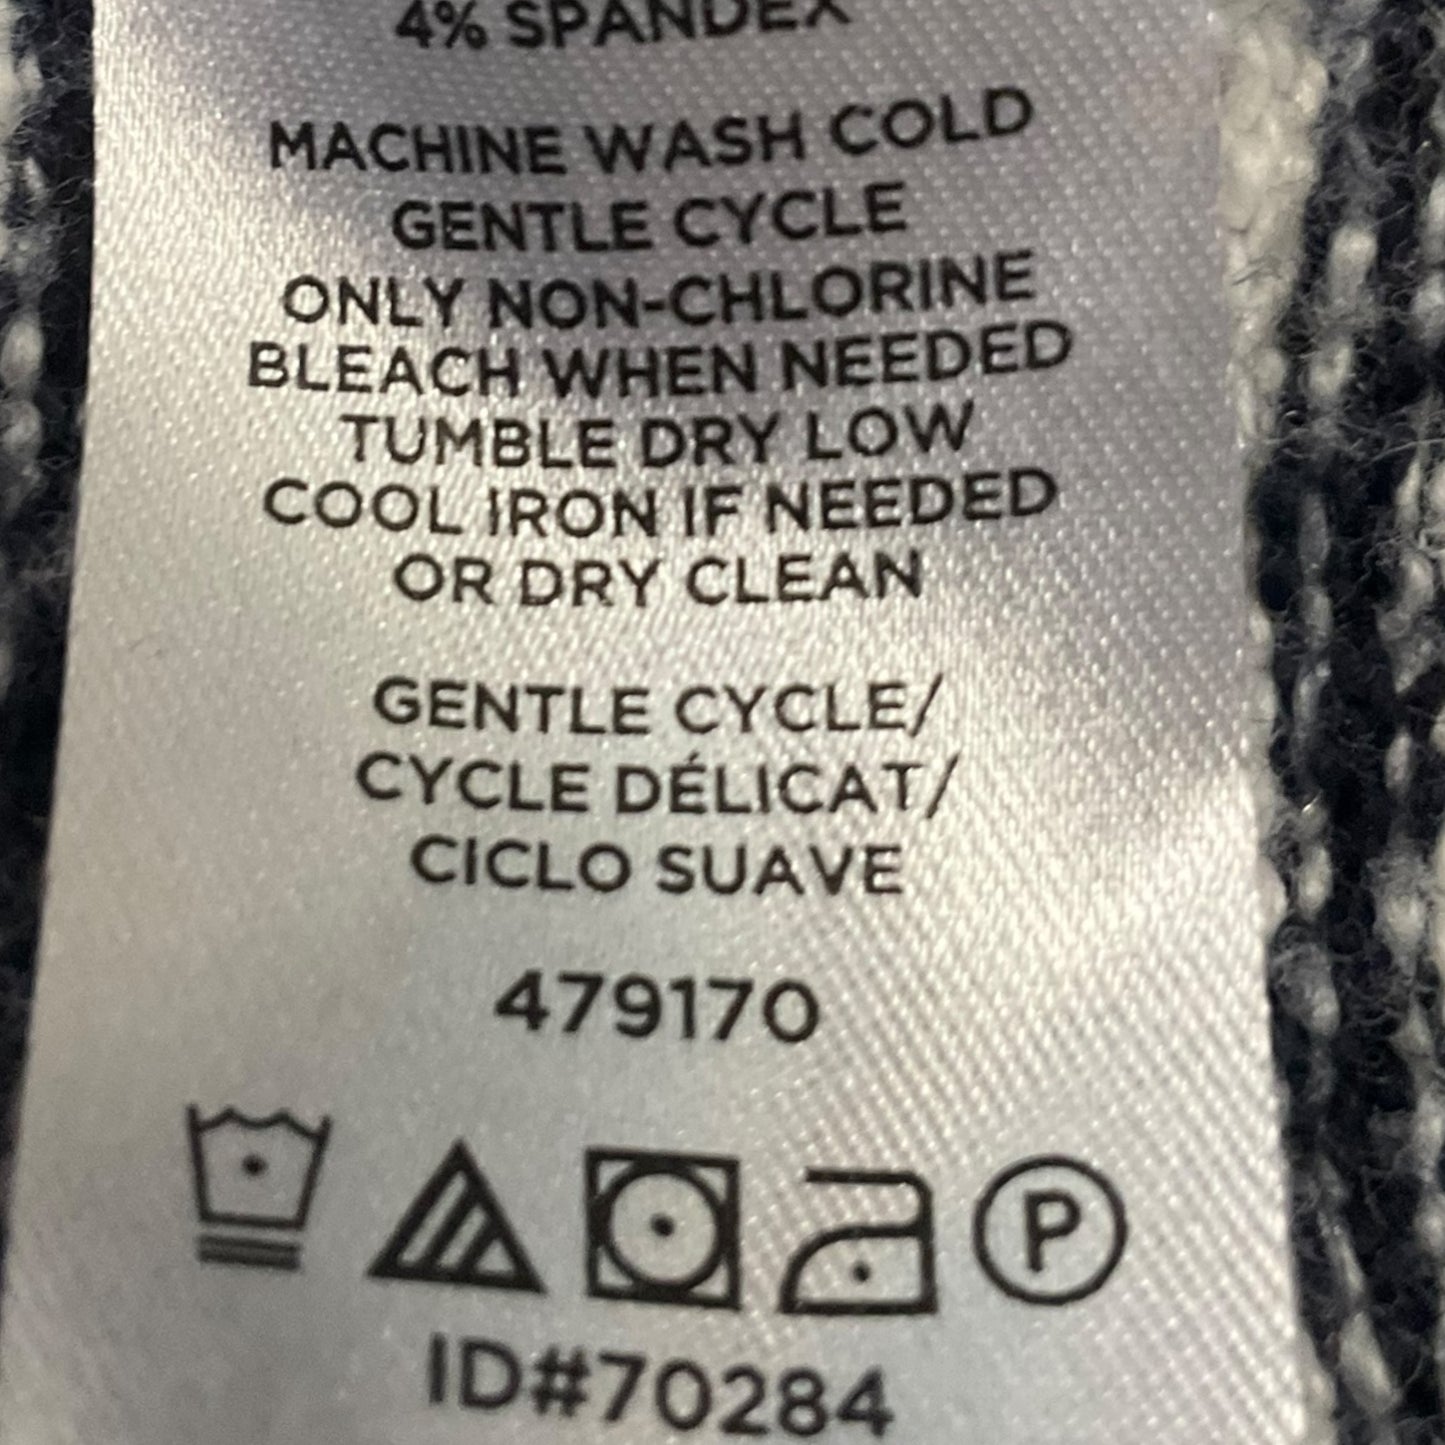 4% SPANDEX
MACHINE WASH COLD
GENTLE CYCLE
ONLY NON-CHLORINE
BLEACH WHEN NEEDED
TUMBLE DRY LOW
COOL IRON IF NEEDED
OR DRY CLEAN
GENTLE CYCLE/
CYCLE DÉLICAT/
CICLO SUAVE
479170
P
ID#70284